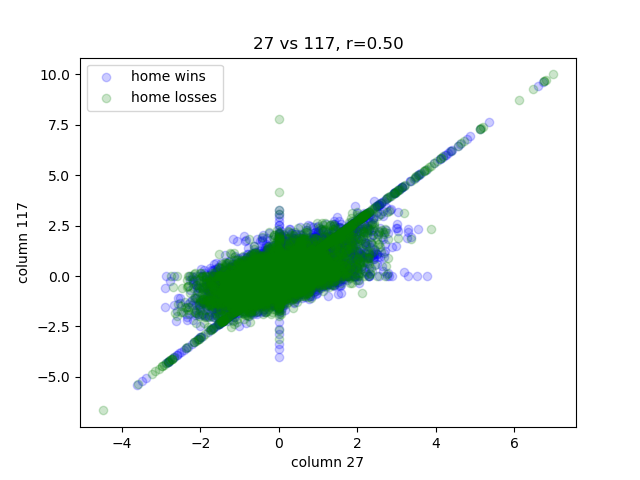 27 vs 117, r=0.50
home wins
home losses
10.0
7.5
5.0
2.5
0.0
−2.5
−5.0
column 117
−4
−2
0
2
4
6
column 27